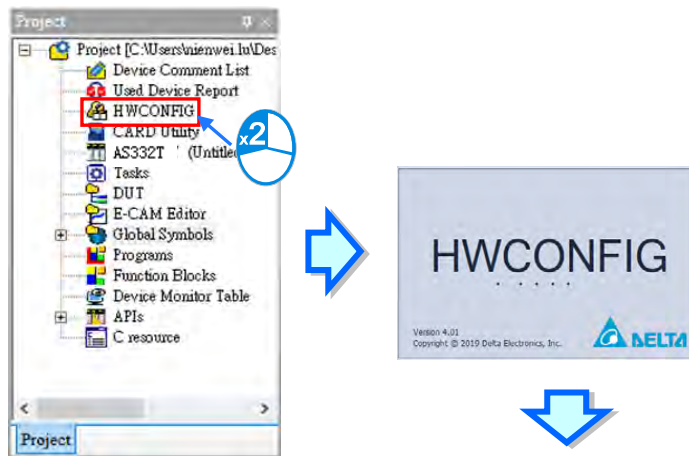 Project
Project [C:\Users\nienwei.lu\Des
Device Comment List
Used Device Report
HWCONFIG
x2
CARD Utility
AS332T (Untitle
Tasks
DUT
E-CAM Editor
Global Symbols
Programs
Function Blocks
Device Monitor Table
APIs
C resource
Project
HWCONFIG
Version 4.01
Copyright © 2019 Delta Electronics, Inc.
DELTA